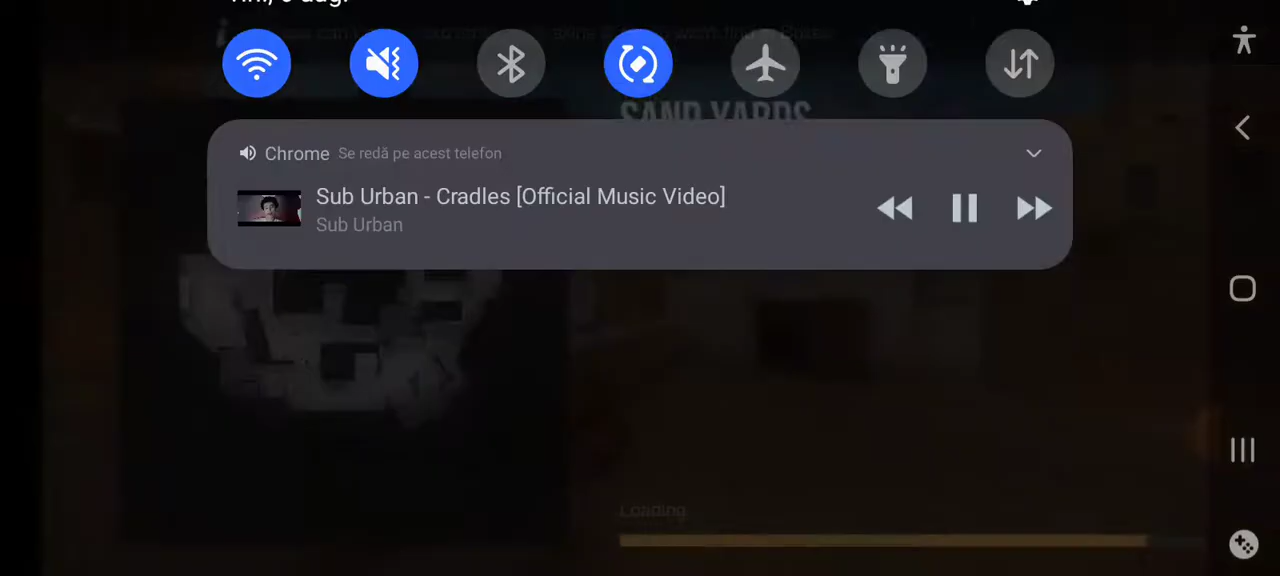 SAND YARDS
Chrome Se redă pe acest telefon
Sub Urban - Cradles [Official Music Video]
Sub Urban
Loading